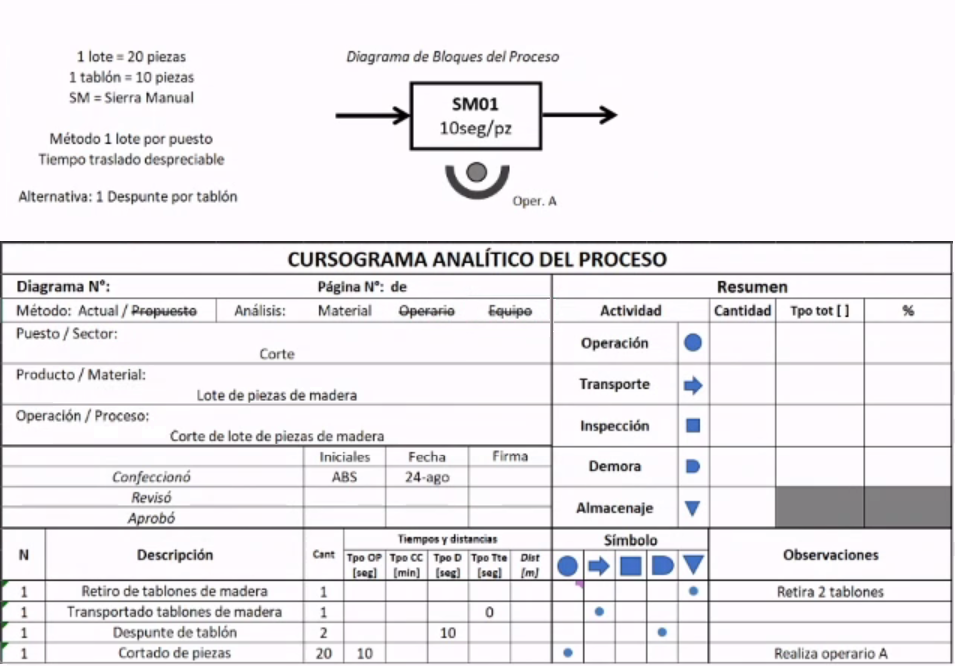 1 lote = 20 piezas
1 tablón = 10 piezas
SM = Sierra Manual
Método 1 lote por puesto
Tiempo traslado despreciable
Alternativa: 1 Despunte por tablón
Diagrama de Bloques del Proceso
SM01
10seg/pz
Oper. A
CURSOGRAMA ANALÍTICO DEL PROCESO
Diagrama N°: Página N°: de Resumen
Método: Actual / Propuesto Análisis: Material Operario Equipo Actividad Cantidad Tpo tot [ ] %
Puesto / Sector:
Corte
Operación
Producto / Material:
Lote de piezas de madera
Transporte
Operación / Proceso:
Corte de lote de piezas de madera
Inspección
Iniciales Fecha Firma
Confeccionó ABS 24-ago
Demora
Revisó
Aprobó
Almacenaje
N Descripción Cant Tiempos y distancias Símbolo Observaciones
Tpo OP [seg] Tpo CC [min] Tpo D [seg] Tpo Tte [seg] Dist [m]
1 Retiro de tablones de madera 1 Retira 2 tablones
1 Transportado tablones de madera 1 0
1 Despunte de tablón 2 10
1 Cortado de piezas 20 10 Realiza operario A